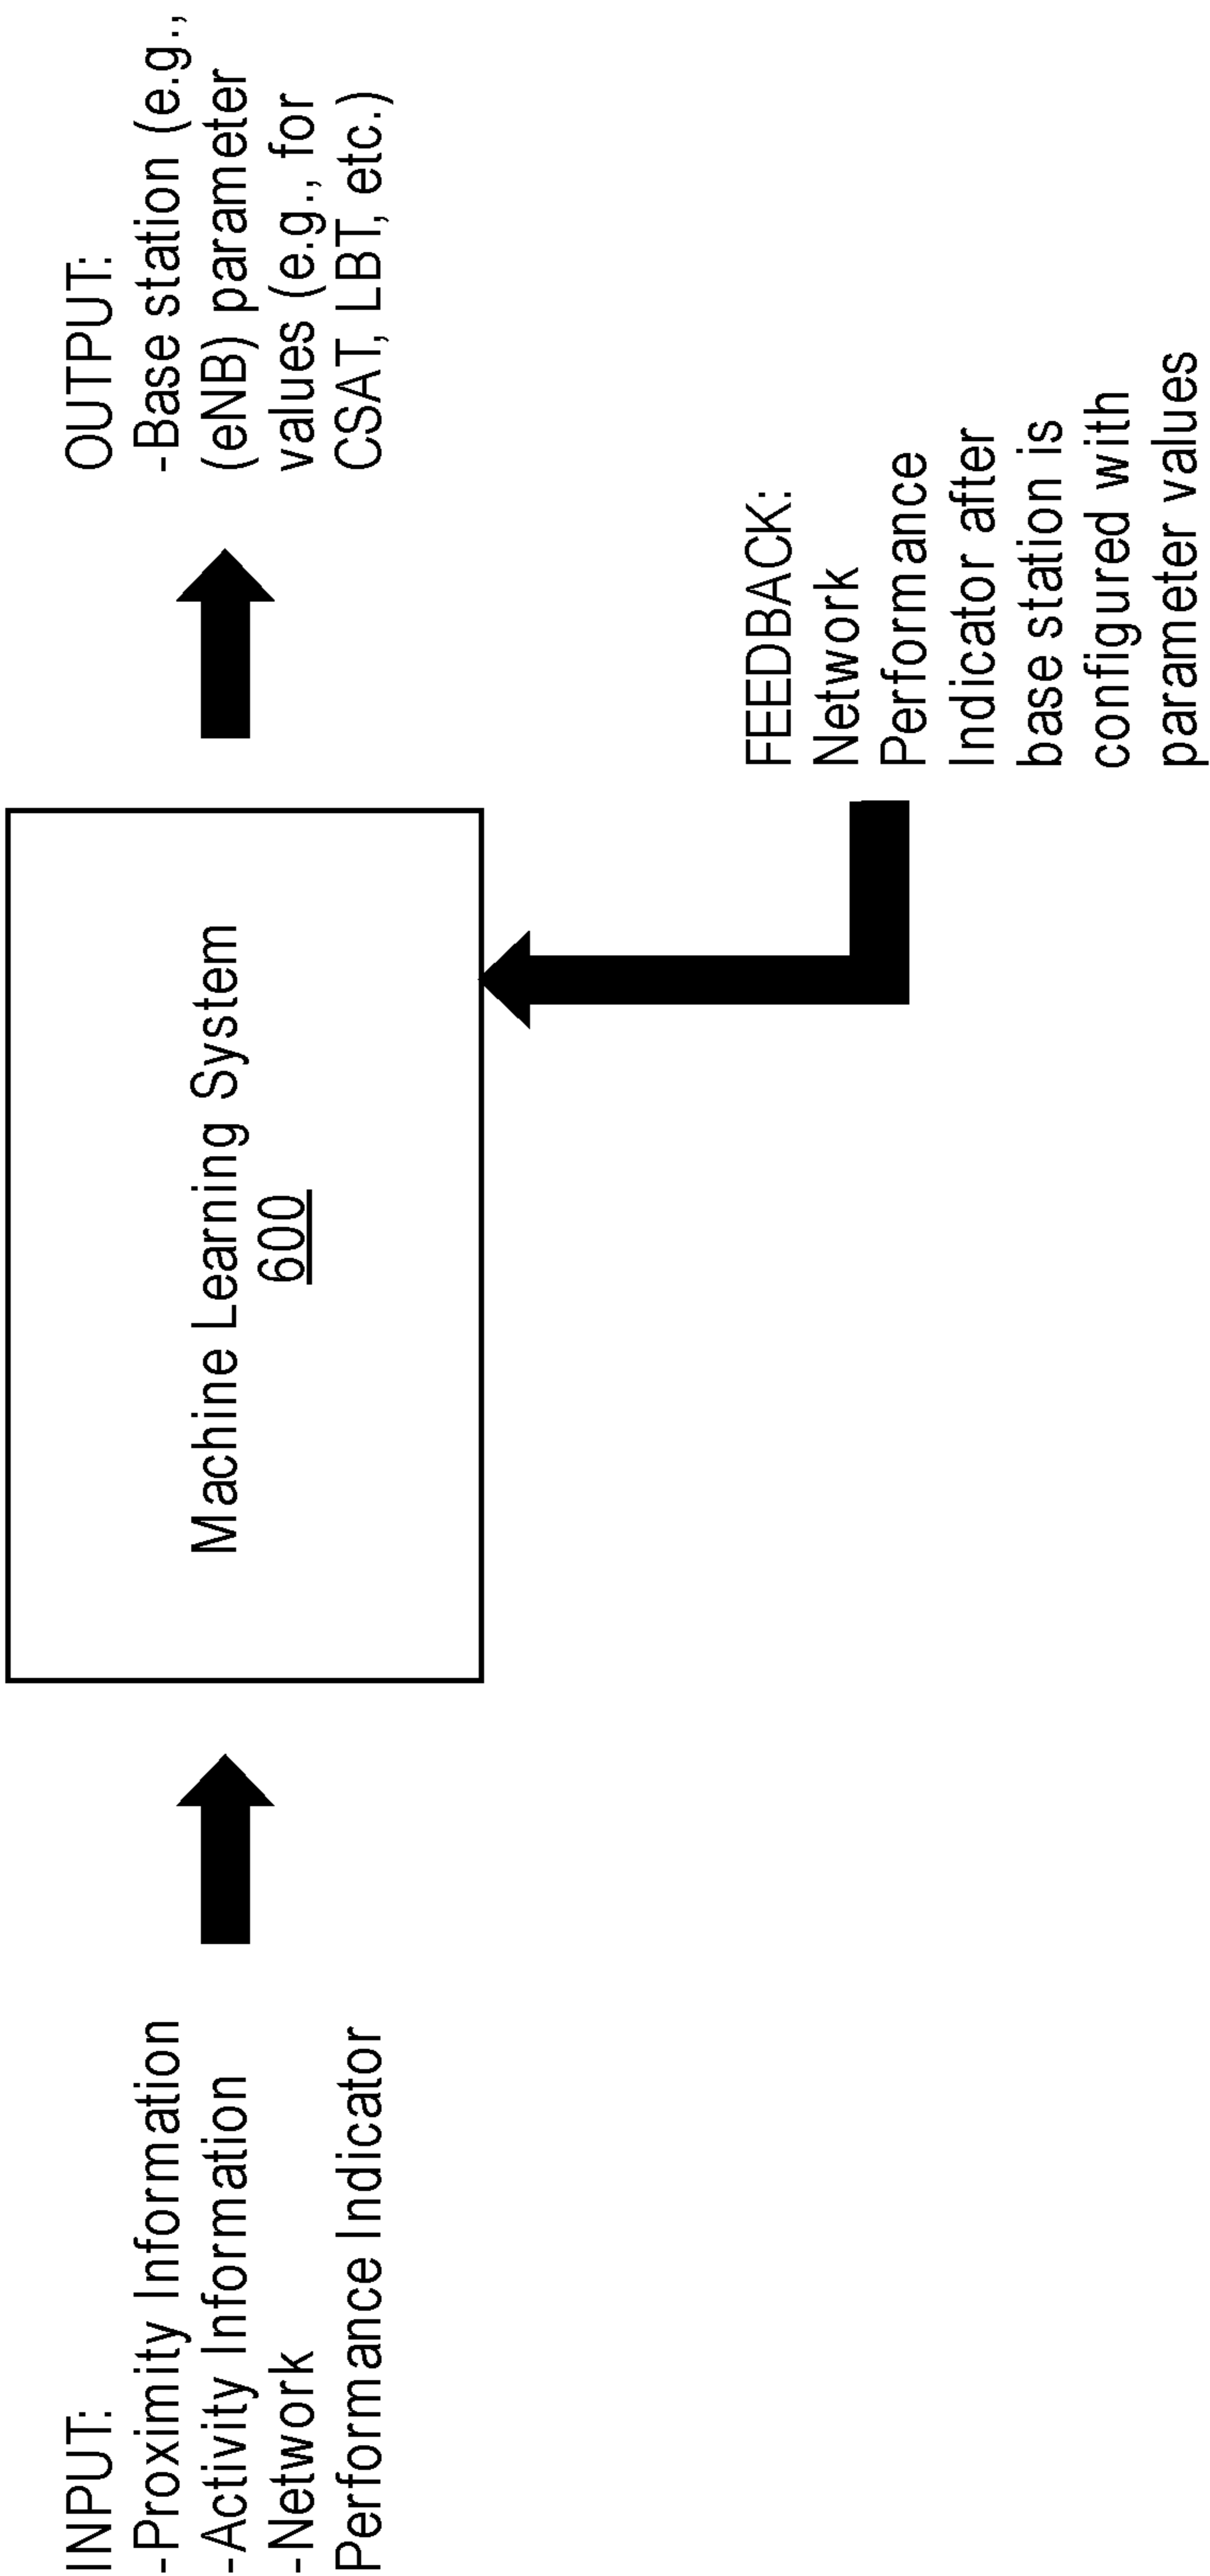 INPUT:
-Proximity Information
-Activity Information
-Network
Performance Indicator
Machine Learning System
600
OUTPUT:
-Base station (e.g.,
(eNB) parameter
values (e.g., for
CSAT, LBT, etc.)
FEEDBACK:
Network
Performance
Indicator after
base station is
configured with
parameter values